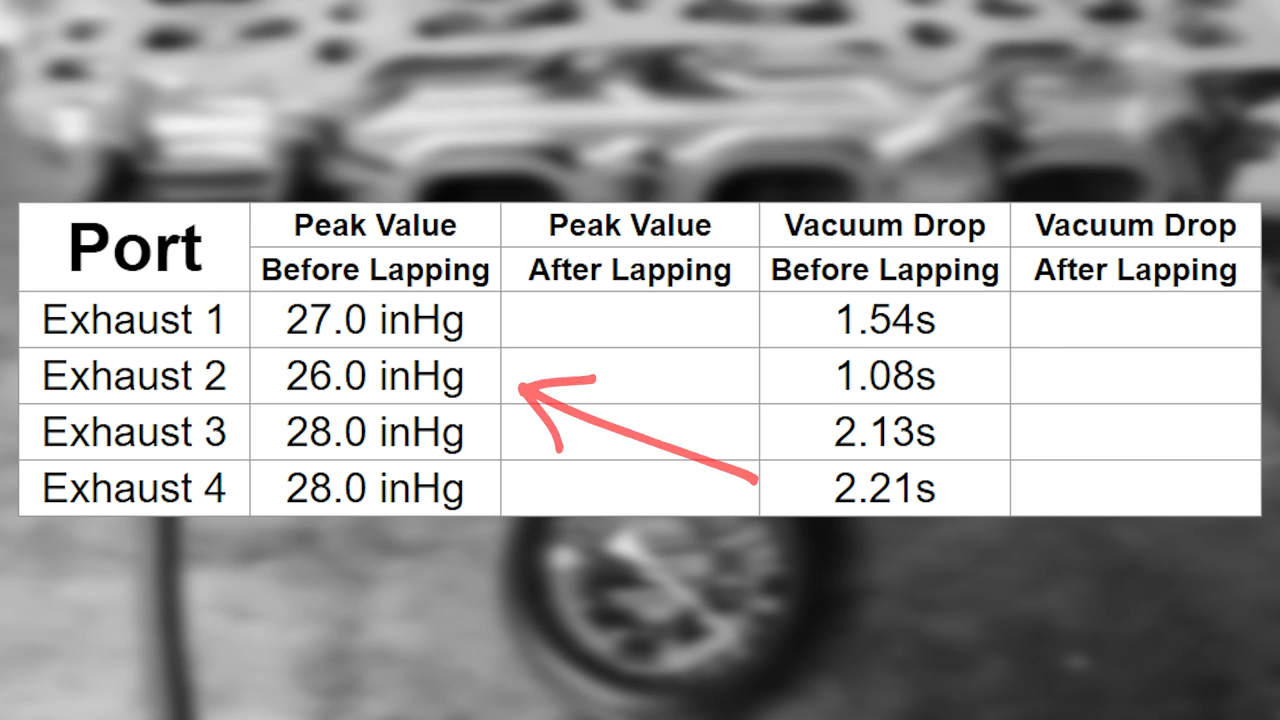 Port
Peak Value Before Lapping
Peak Value After Lapping
Vacuum Drop Before Lapping
Vacuum Drop After Lapping
Exhaust 1 27.0 inHg 1.54s
Exhaust 2 26.0 inHg 1.08s
Exhaust 3 28.0 inHg 2.13s
Exhaust 4 28.0 inHg 2.21s